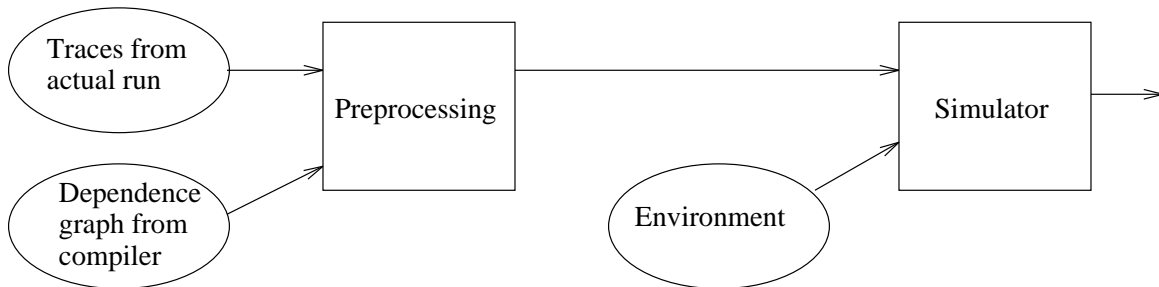 Traces from
actual run
Preprocessing
Simulator
Dependence
graph from
compiler
Environment